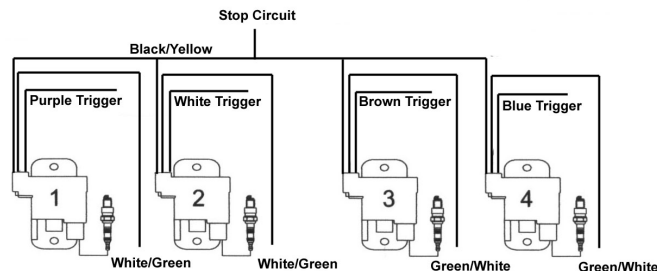 Stop Circuit
Black/Yellow
Purple Trigger
White Trigger
Brown Trigger
Blue Trigger
1
2
3
4
White/Green
White/Green
Green/White
Green/White